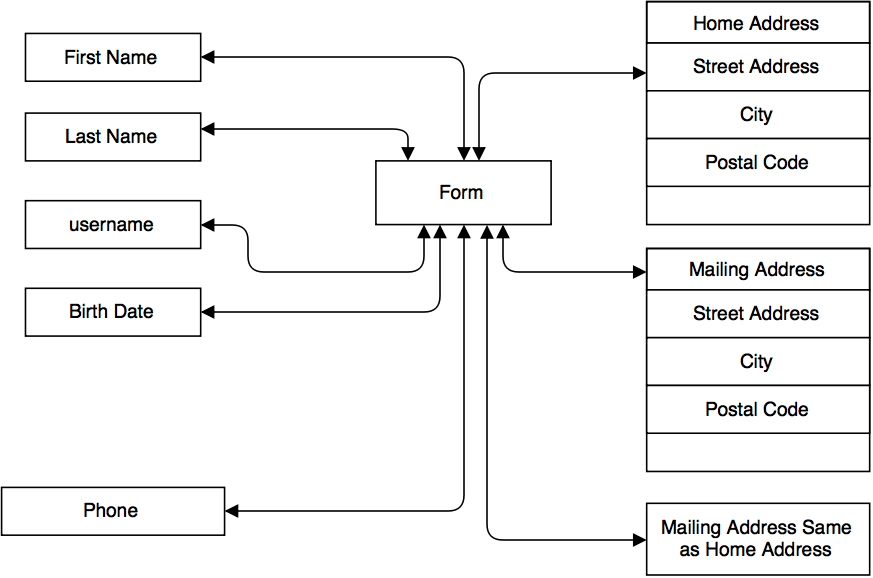 First Name
Last Name
username
Birth Date
Phone
Form
Home Address
Street Address
City
Postal Code
Mailing Address
Street Address
City
Postal Code
Mailing Address Same
as Home Address